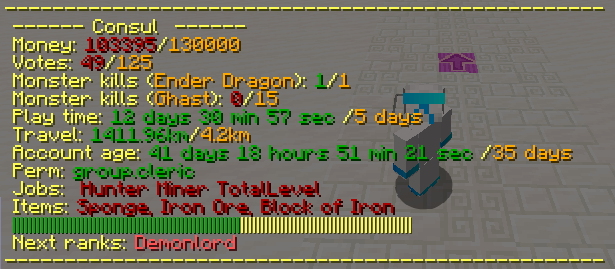 ------ Consul ------
Money: 103395/130000
Votes: 49/125
Monster kills (Ender Dragon): 1/1
Monster kills (Ghast): 0/15
Play time: 12 days 30 min 57 sec /5 days
Travel: 1411.96km/4.2km
Account age: 41 days 18 hours 51 min 21 sec /35 days
Perm: group.cleric
Jobs: Hunter Miner TotalLevel
Items: Sponge, Iron Ore, Block of Iron
Next ranks: Demonlord